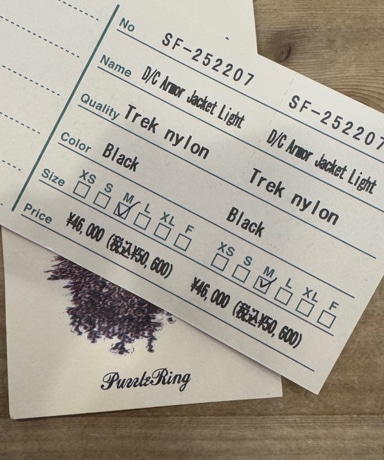 No SF-252207 SF-252207
Name D/C Armor Jacket Light D/C Armor Jacket Light
Quality Trek nylon Trek nylon
Color Black Black
Size XS S M L XL F XS S M L XL F
Price ¥46,000 (税込¥50,600) ¥46,000 (税込¥50,600)
PuzzleRing